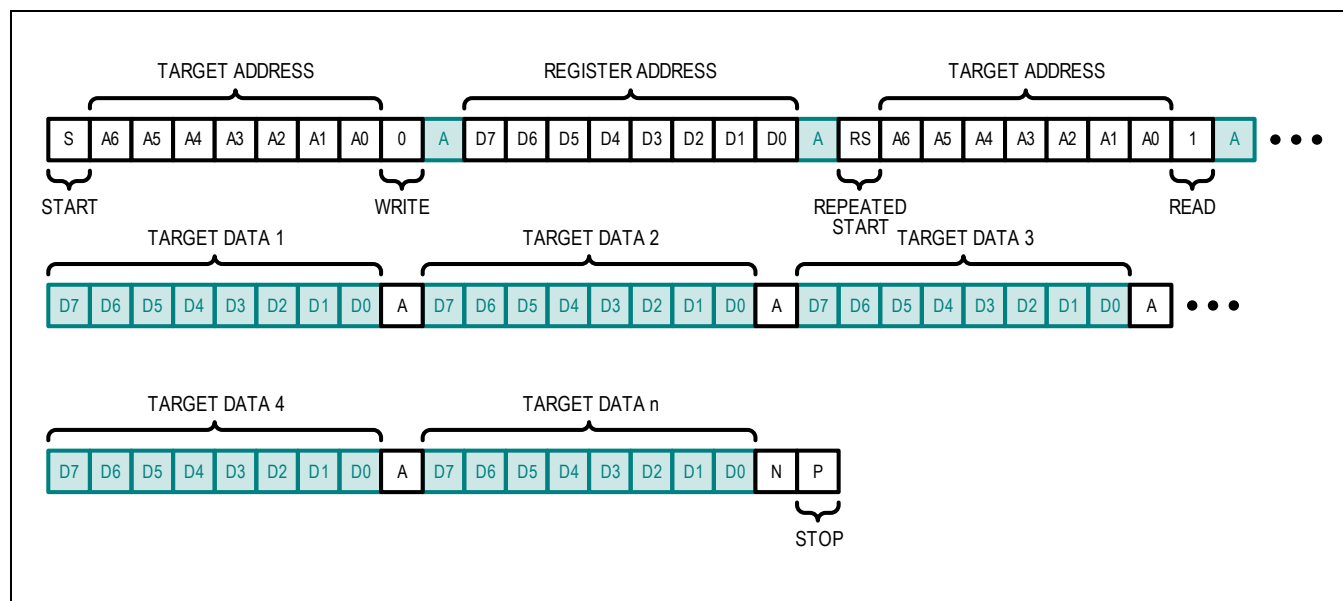 TARGET ADDRESS REGISTER ADDRESS TARGET ADDRESS
S A6 A5 A4 A3 A2 A1 A0 0 A D7 D6 D5 D4 D3 D2 D1 D0 A RS A6 A5 A4 A3 A2 A1 A0 1 A •••
START WRITE REPEATED START READ
TARGET DATA 1 TARGET DATA 2 TARGET DATA 3
D7 D6 D5 D4 D3 D2 D1 D0 A D7 D6 D5 D4 D3 D2 D1 D0 A D7 D6 D5 D4 D3 D2 D1 D0 A •••
TARGET DATA 4 TARGET DATA n
D7 D6 D5 D4 D3 D2 D1 D0 A D7 D6 D5 D4 D3 D2 D1 D0 N P
STOP